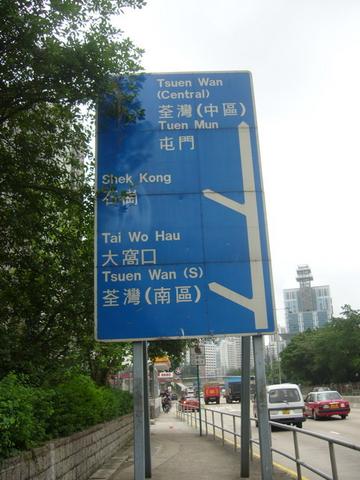 Tsuen Wan
(Central)
荃灣(中區)
Tuen Mun
屯門
Shek Kong
石崗
Tai Wo Hau
大窩口
Tsuen Wan (S)
荃灣(南區)